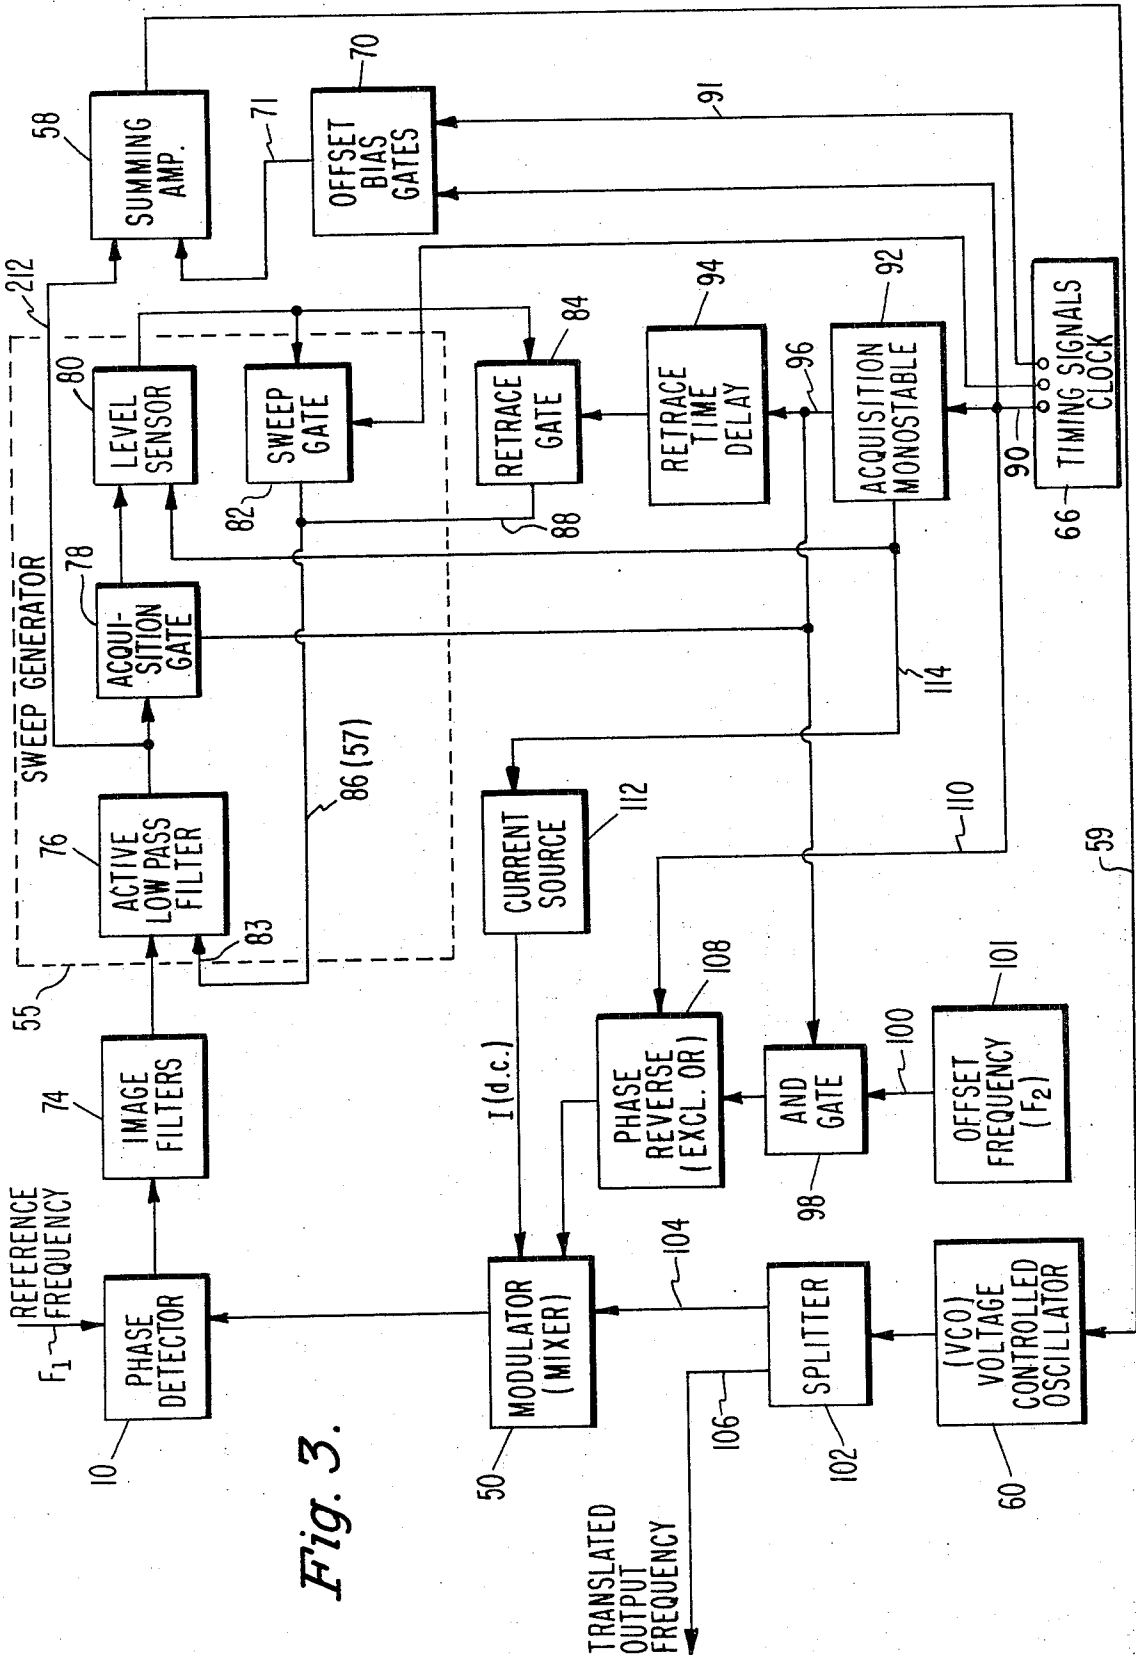 REFERENCE
FREQUENCY
F1
PHASE
DETECTOR
10
IMAGE
FILTERS
74
SWEEP GENERATOR
55
ACTIVE
LOW PASS
FILTER
76
83
ACQUI-
SITION
GATE
78
LEVEL
SENSOR
80
212
SUMMING
AMP.
58
SWEEP
GATE
82
86 (57)
88
71
OFFSET
BIAS
GATES
70
RETRACE
GATE
84
RETRACE
TIME
DELAY
94
96
ACQUISITION
MONOSTABLE
92
91
90
TIMING SIGNALS
CLOCK
66
114
CURRENT
SOURCE
112
I (d.c.)
110
PHASE
REVERSE
(EXCL. OR)
108
AND
GATE
98
100
OFFSET
FREQUENCY
(F2)
101
MODULATOR
(MIXER)
50
104
SPLITTER
102
106
(VCO)
VOLTAGE
CONTROLLED
OSCILLATOR
60
59
TRANSLATED
OUTPUT
FREQUENCY
Fig. 3.